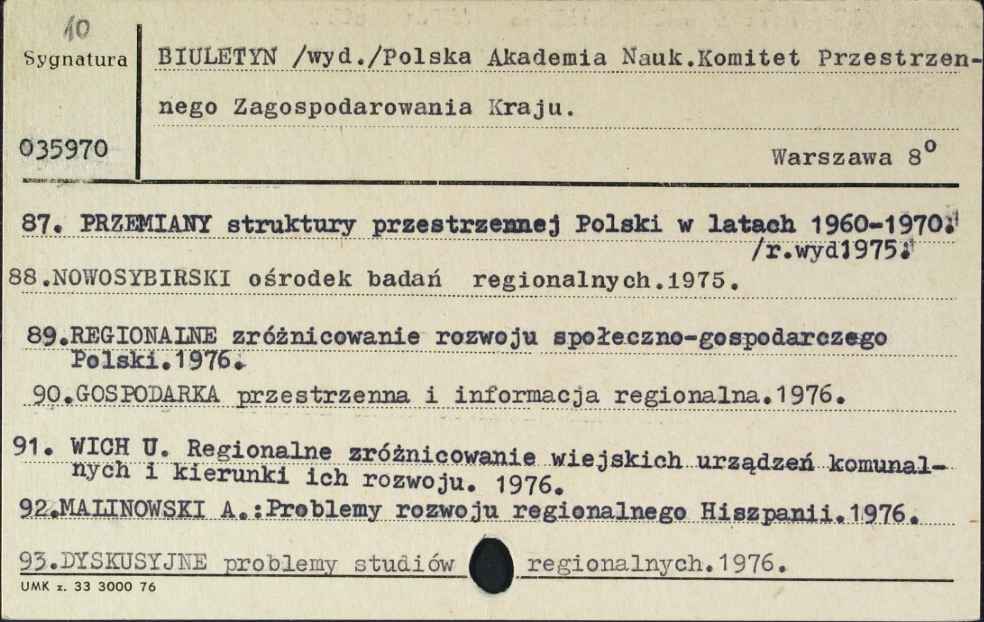 10
Sygnatura
BIULETYN /wyd./Polska Akademia Nauk.Komitet Przestrzen-
nego Zagospodarowania Kraju.
035970
Warszawa 8°
87. PRZEMIANY struktury przestrzennej Polski w latach 1960-1970.
/r.wyd1975.
88.NOWOSYBIRSKI ośrodek badań regionalnych.1975.
89.REGIONALNE zróżnicowanie rozwoju społeczno-gospodarczego
Polski.1976.
90.GOSPODARKA przestrzenna i informacja regionalna.1976.
91. WICH U. Regionalne zróżnicowanie wiejskich urządzeń komunal-
nych i kierunki ich rozwoju. 1976.
92.MALINOWSKI A.:Problemy rozwoju regionalnego Hiszpanii.1976.
93.DYSKUSYJNE problemy studiów regionalnych.1976.
UMK z. 33 3000 76